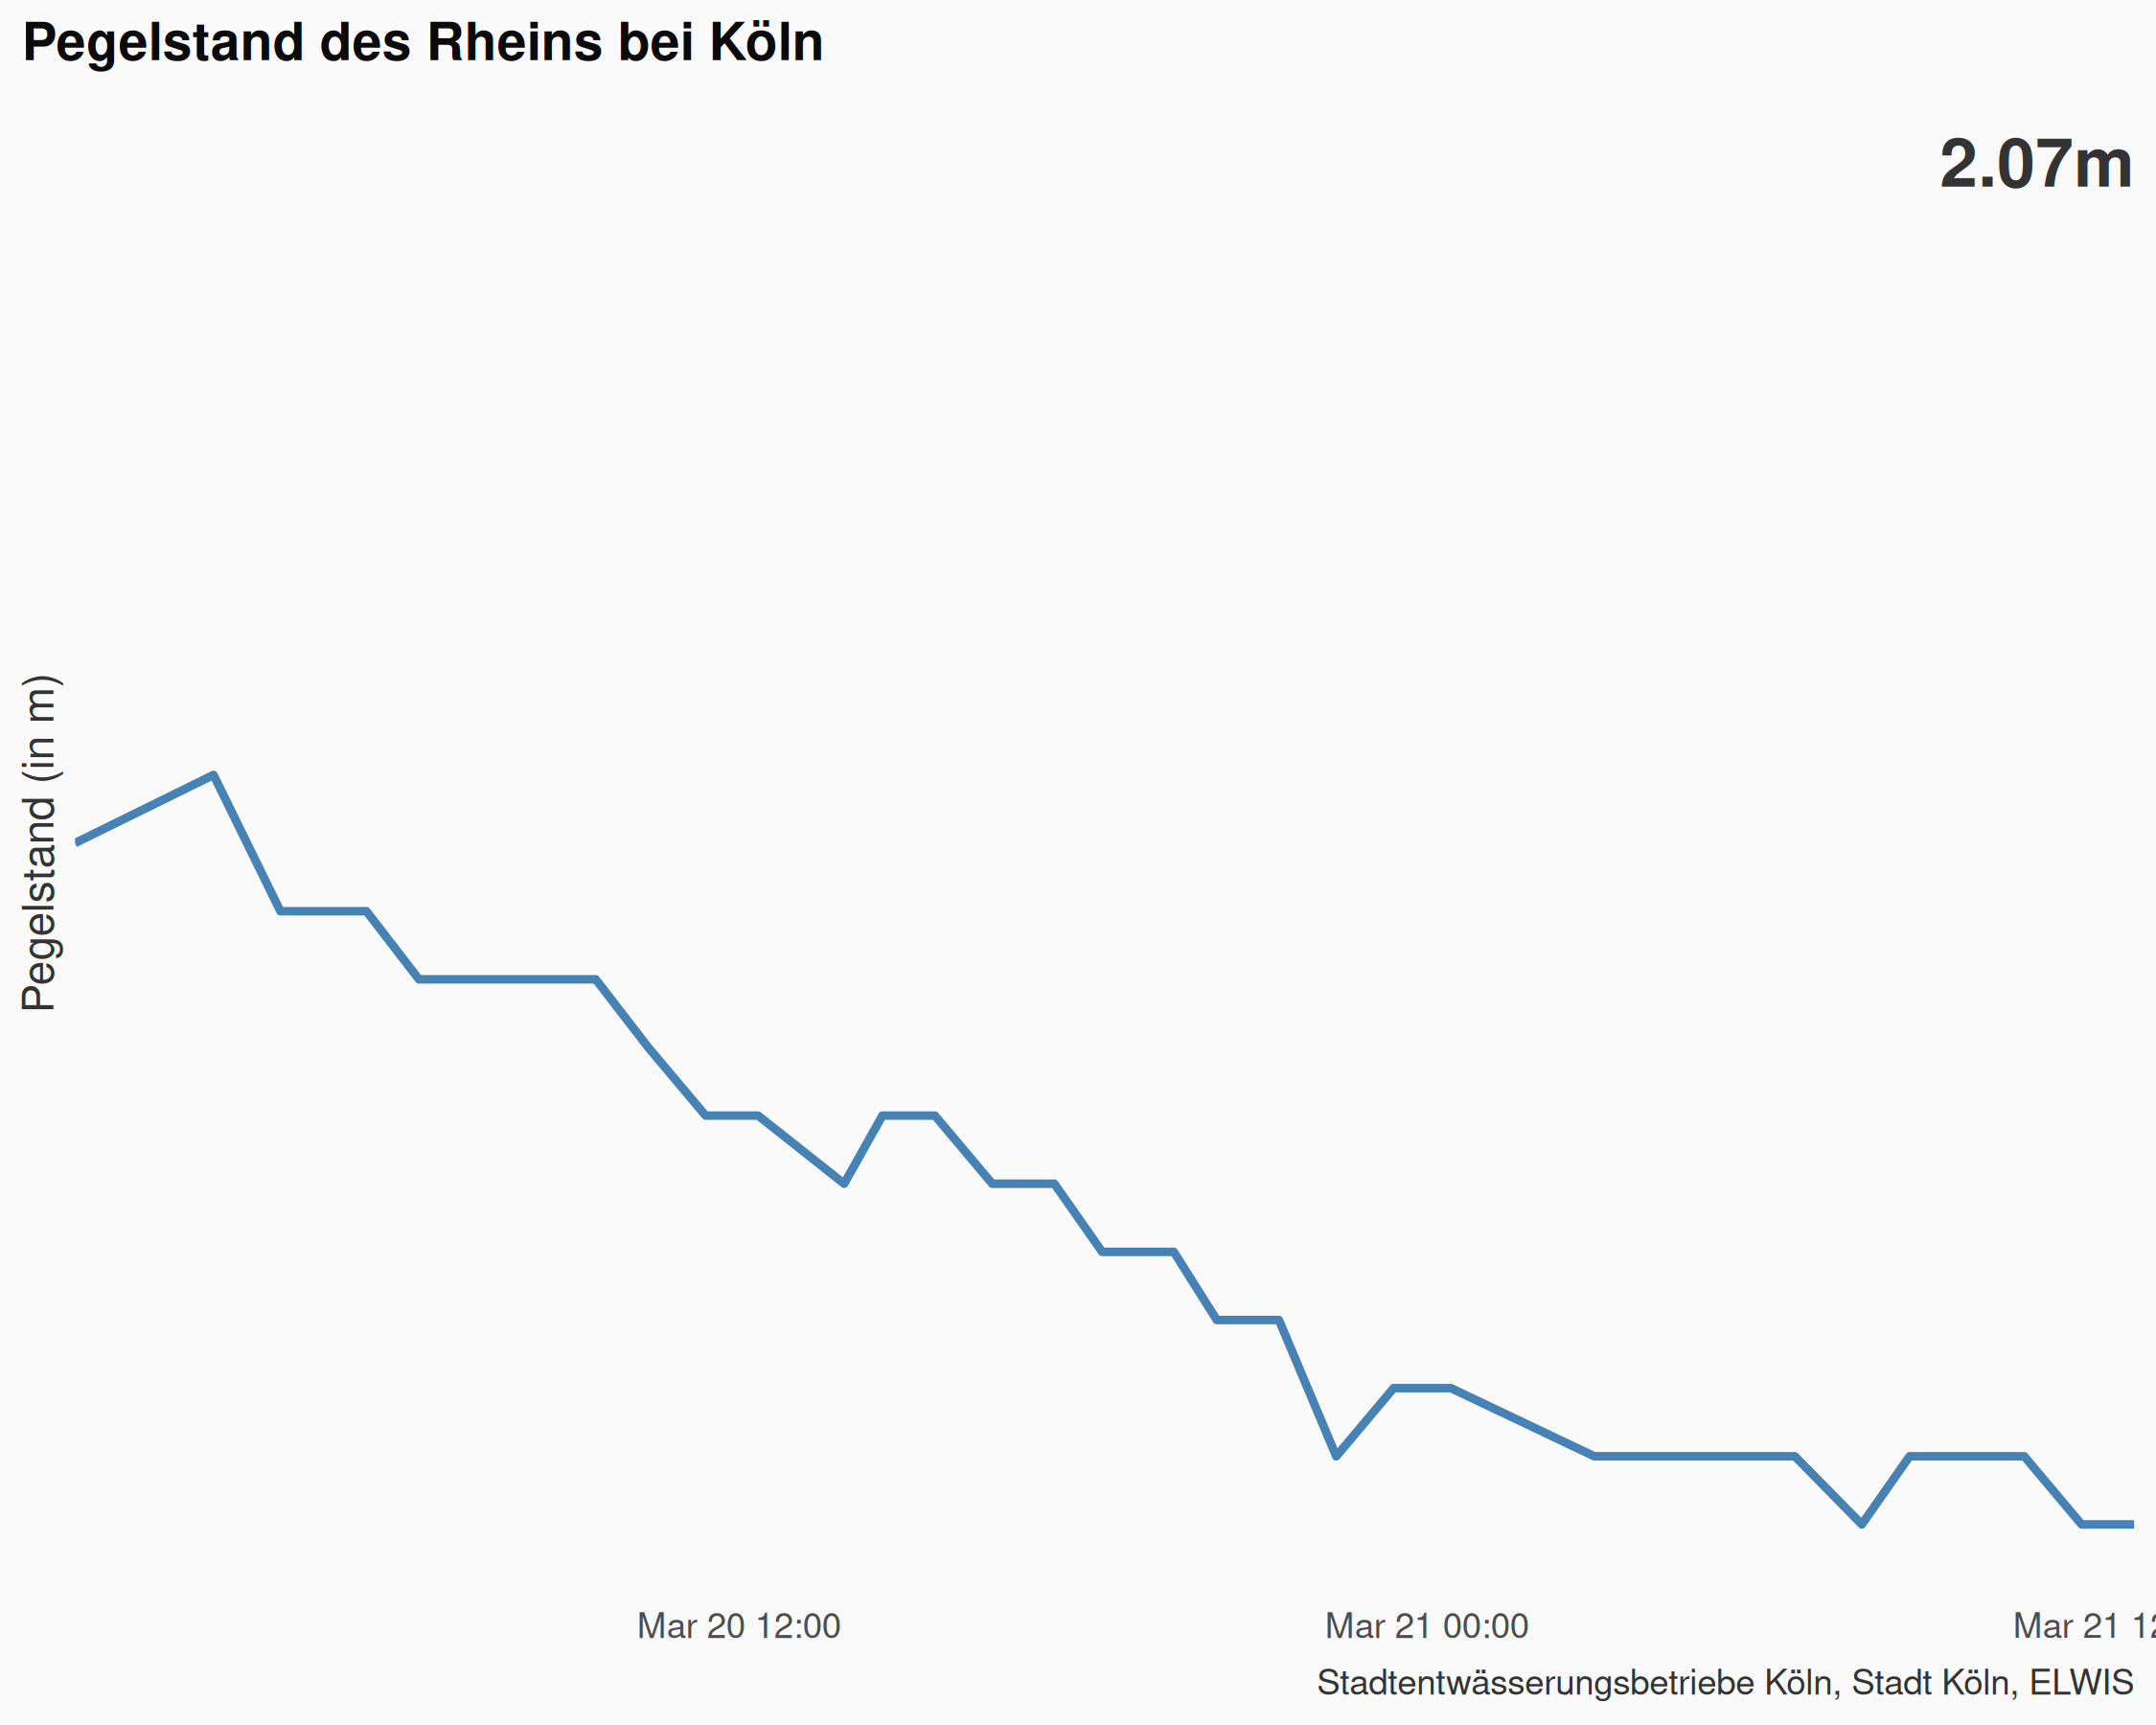 Pegelstand des Rheins bei Köln
2.07m
Pegelstand (in m)
Mar 20 12:00
Mar 21 00:00
Mar 21 12
Stadtentwässerungsbetriebe Köln, Stadt Köln, ELWIS